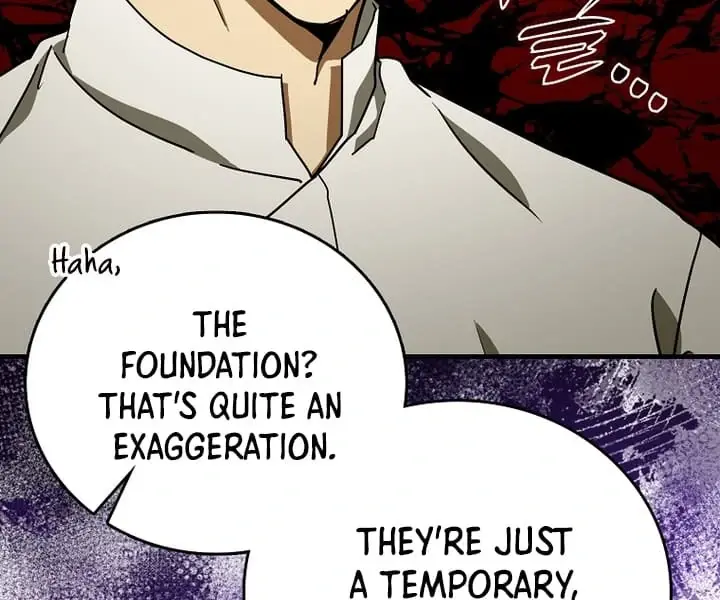 Haha,
THE
FOUNDATION?
THAT'S QUITE AN
EXAGGERATION.
THEY'RE JUST
A TEMPORARY,